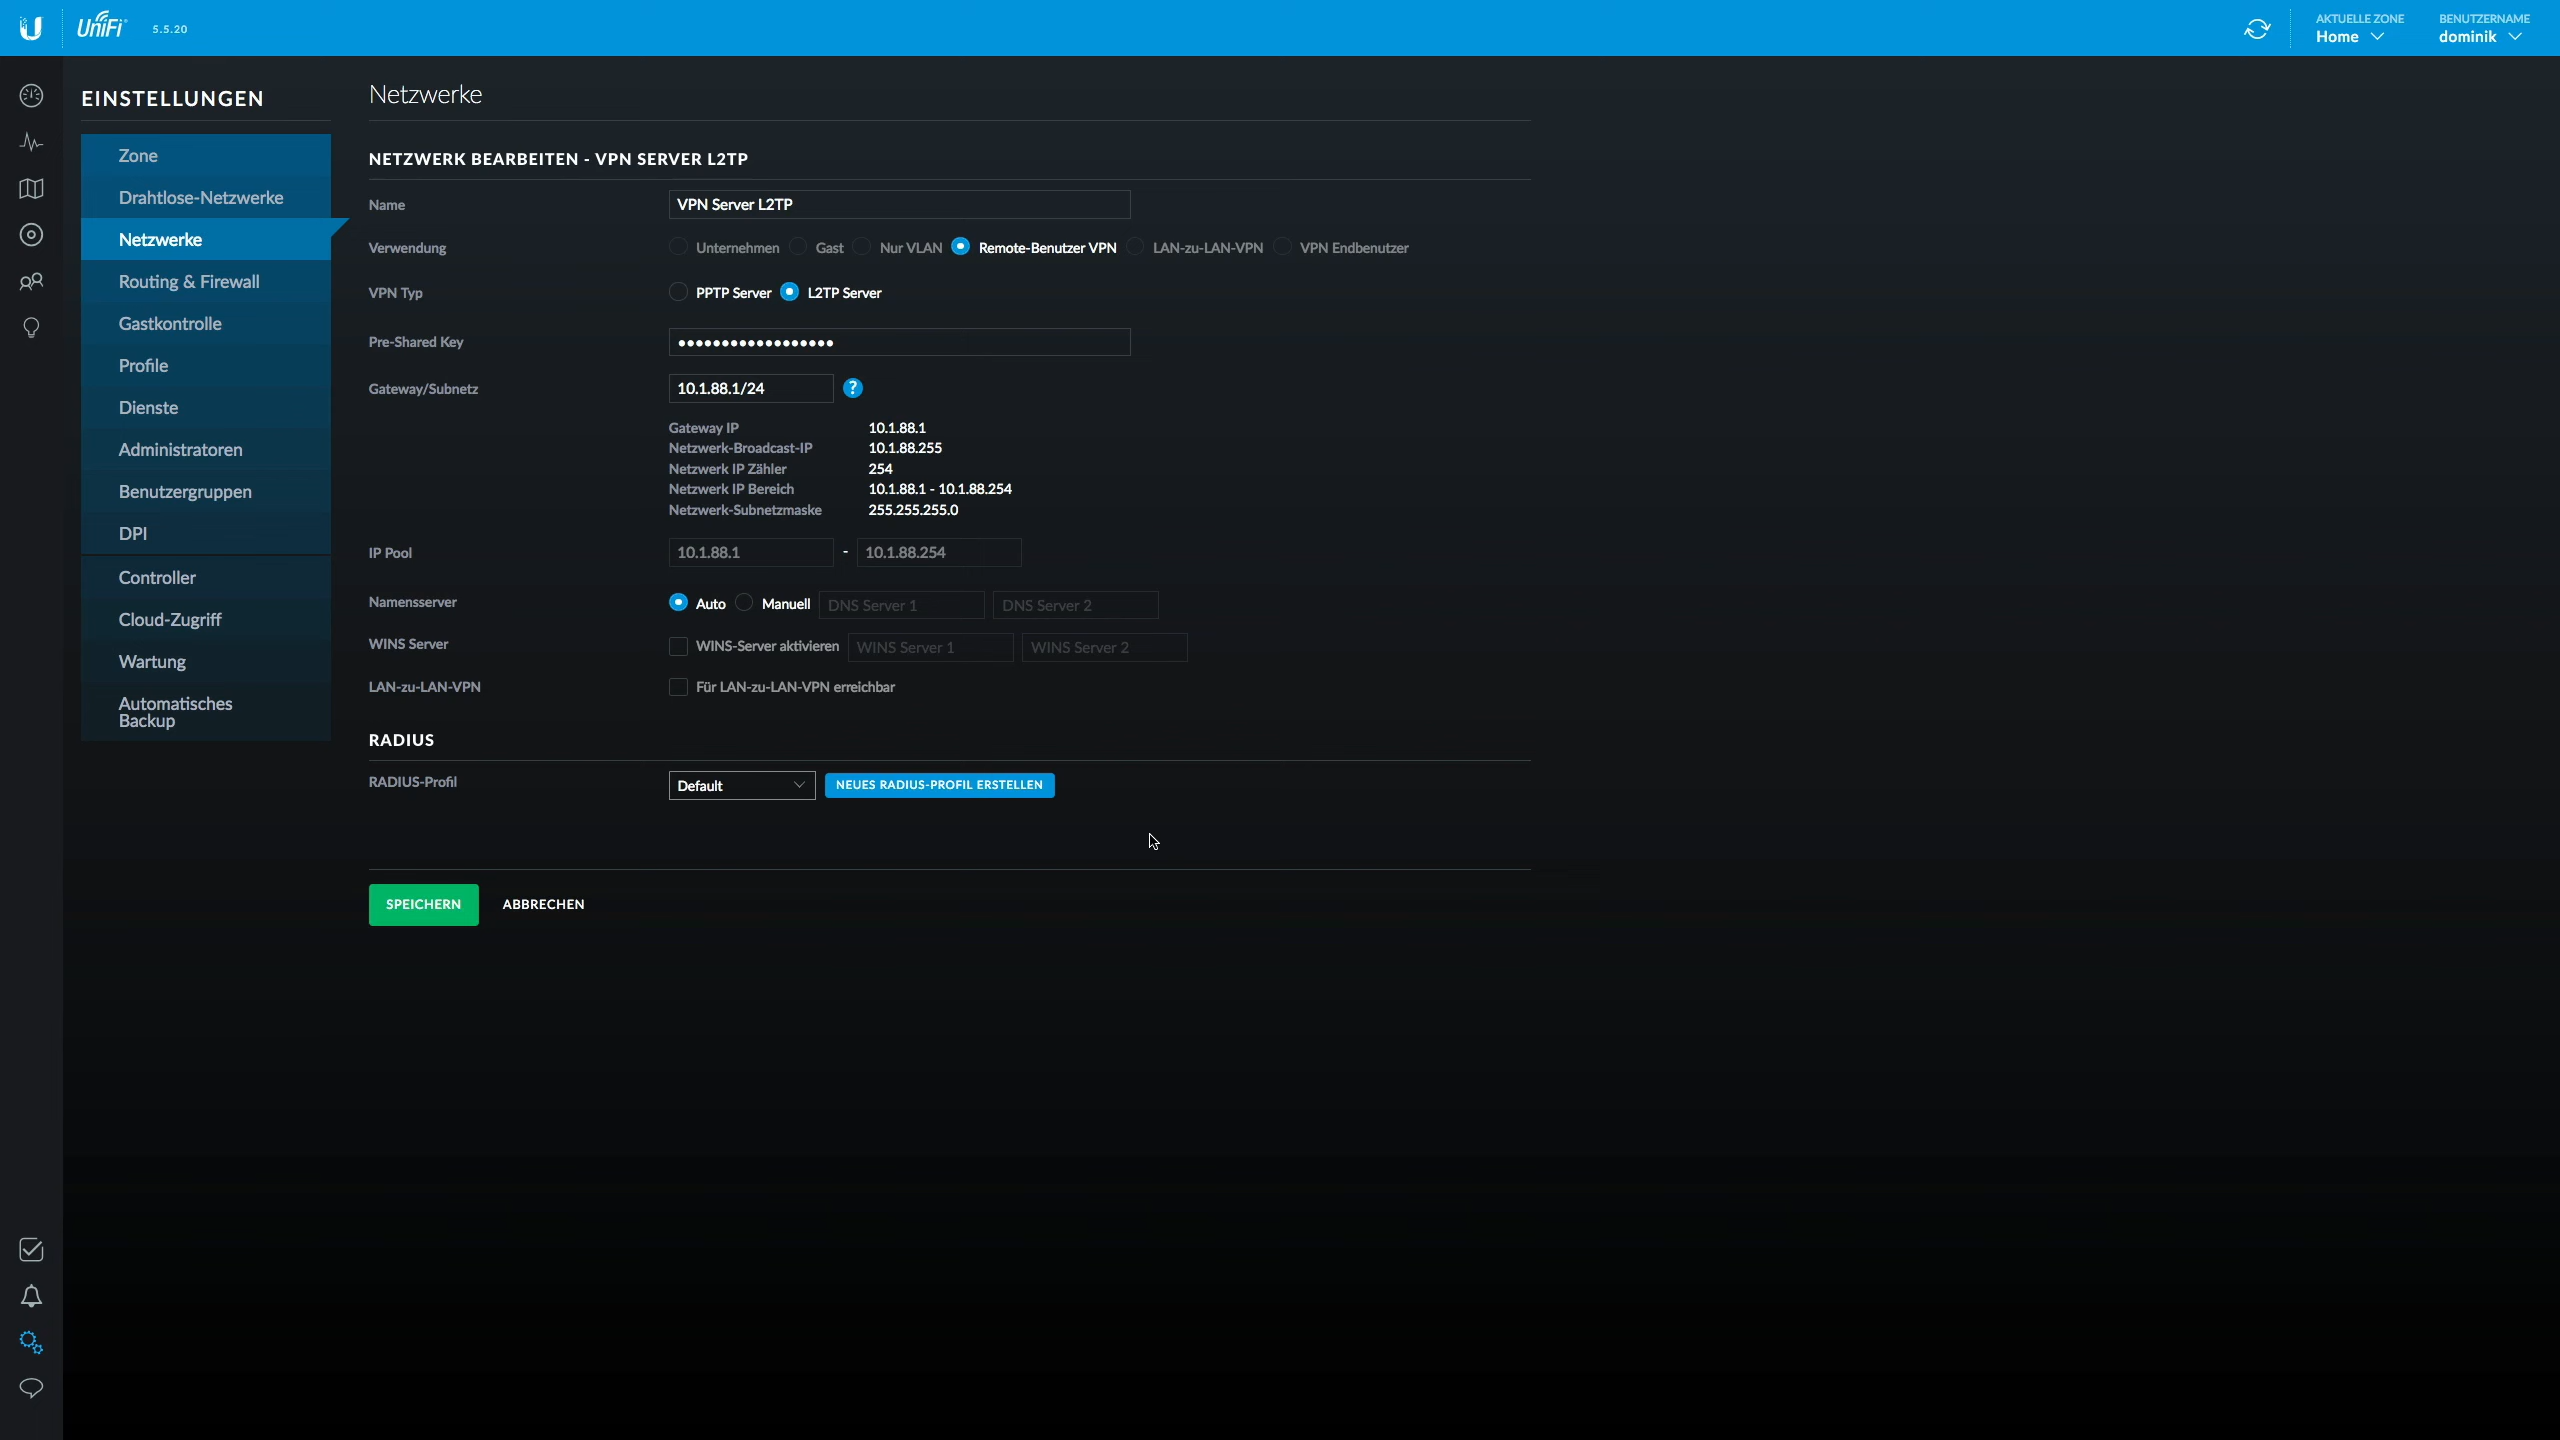 UniFi 5.5.20
AKTUELLE ZONE
Home
BENUTZERNAME
dominik
EINSTELLUNGEN
Zone
Drahtlose-Netzwerke
Netzwerke
Routing & Firewall
Gastkontrolle
Profile
Dienste
Administratoren
Benutzergruppen
DPI
Controller
Cloud-Zugriff
Wartung
Automatisches
Backup
Netzwerke
NETZWERK BEARBEITEN - VPN SERVER L2TP
Name VPN Server L2TP
Verwendung Unternehmen Gast Nur VLAN Remote-Benutzer VPN LAN-zu-LAN-VPN VPN Endbenutzer
VPN Typ PPTP Server L2TP Server
Pre-Shared Key ••••••••••••••••••
Gateway/Subnetz 10.1.88.1/24 ?
Gateway IP 10.1.88.1
Netzwerk-Broadcast-IP 10.1.88.255
Netzwerk IP Zähler 254
Netzwerk IP Bereich 10.1.88.1 - 10.1.88.254
Netzwerk-Subnetzmaske 255.255.255.0
IP Pool 10.1.88.1 - 10.1.88.254
Namensserver Auto Manuell DNS Server 1 DNS Server 2
WINS Server WINS-Server aktivieren WINS Server 1 WINS Server 2
LAN-zu-LAN-VPN Für LAN-zu-LAN-VPN erreichbar
RADIUS
RADIUS-Profil Default NEUES RADIUS-PROFIL ERSTELLEN
SPEICHERN ABBRECHEN